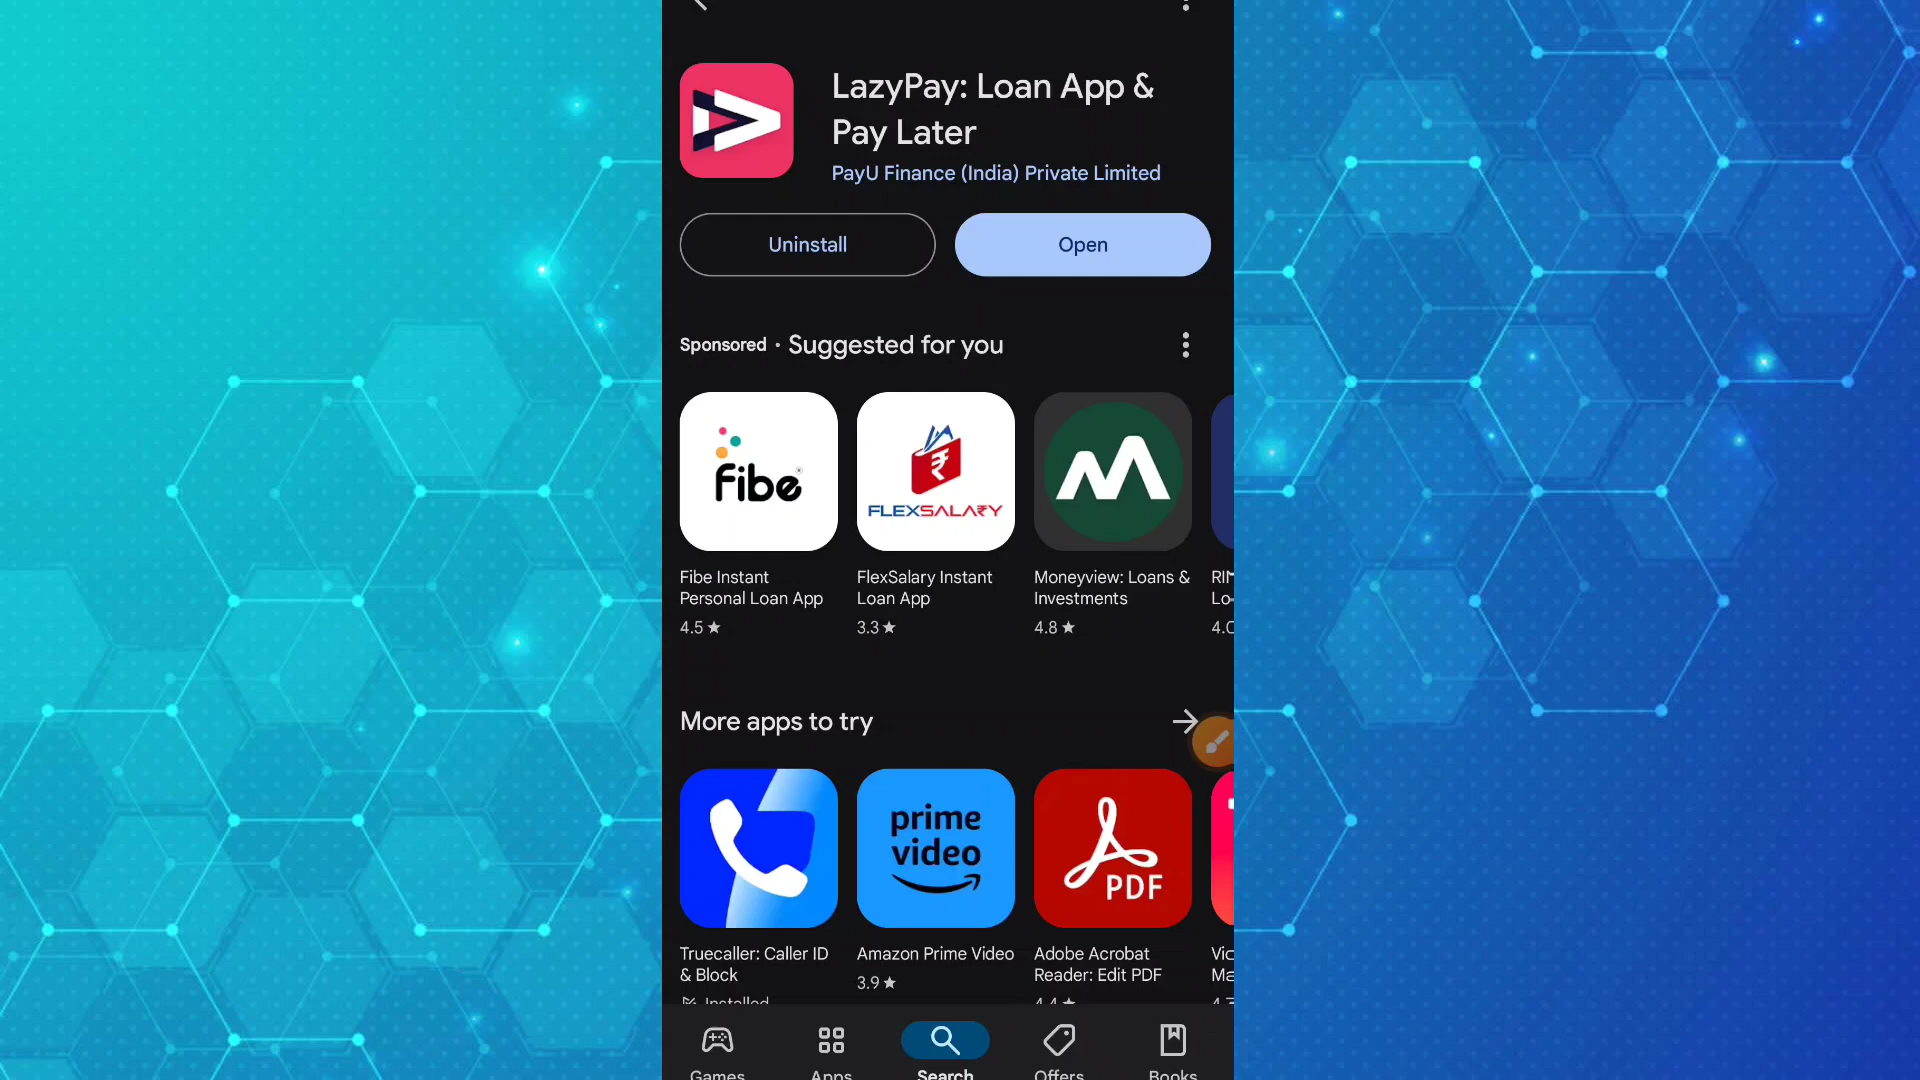 LazyPay: Loan App &
Pay Later
PayU Finance (India) Private Limited
Uninstall
Open
Sponsored · Suggested for you
fibe
FLEXSALARY
Fibe Instant
Personal Loan App
4.5 ★
FlexSalary Instant
Loan App
3.3 ★
Moneyview: Loans &
Investments
4.8 ★
More apps to try
prime
video
PDF
Truecaller: Caller ID
& Block
Installed
Amazon Prime Video
3.9 ★
Adobe Acrobat
Reader: Edit PDF
4.4 ★
Games
Apps
Search
Offers
Books